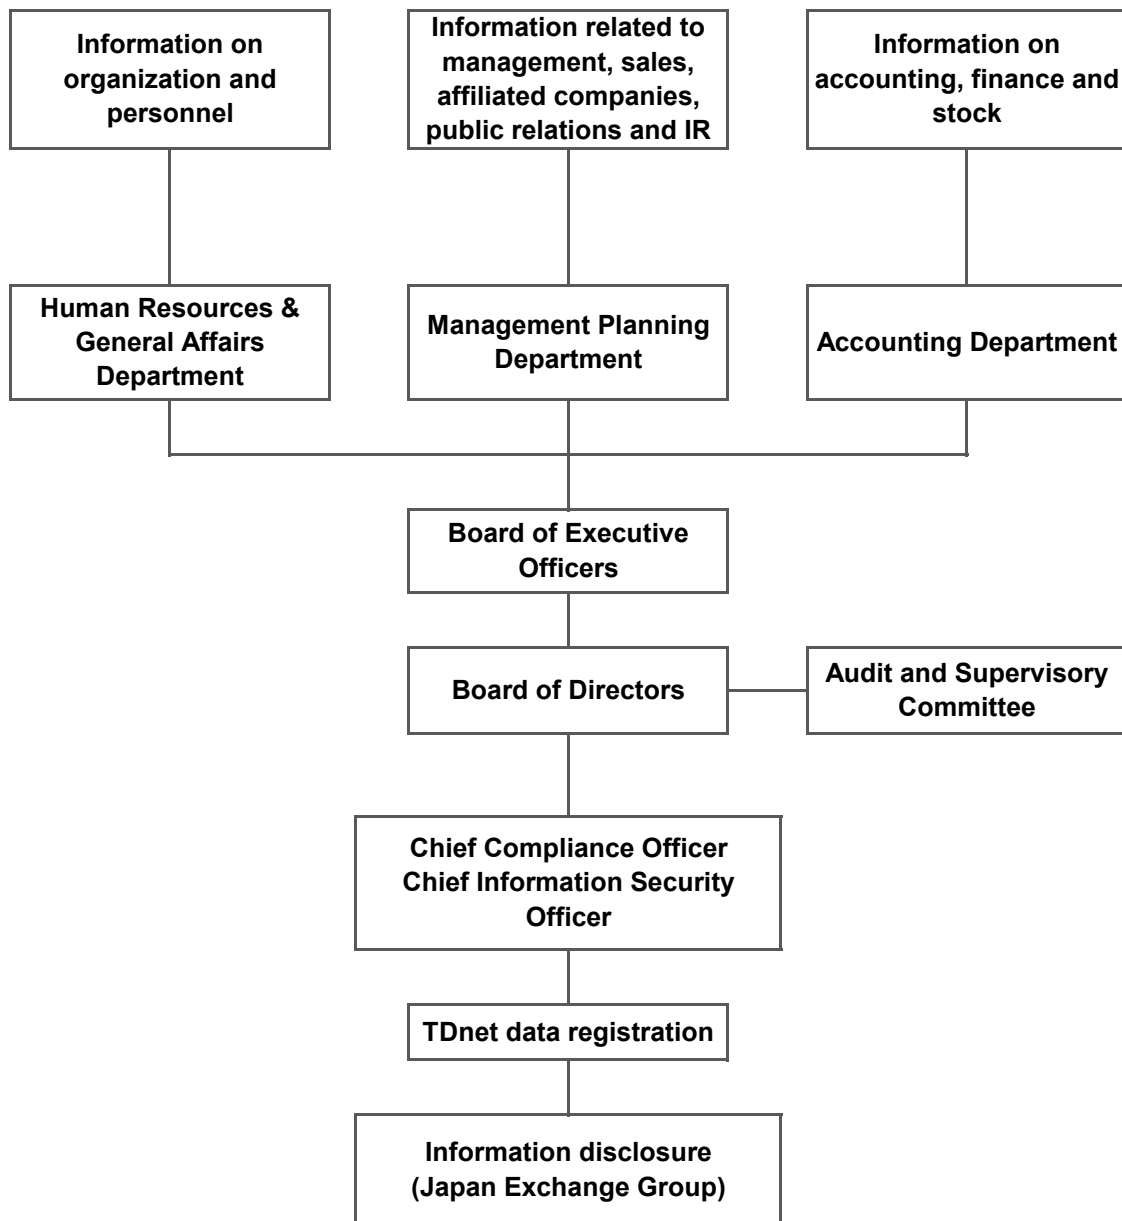 Information on
organization and
personnel
Information related to
management, sales,
affiliated companies,
public relations and IR
Information on
accounting, finance and
stock
Human Resources &
General Affairs
Department
Management Planning
Department
Accounting Department
Board of Executive
Officers
Board of Directors
Audit and Supervisory
Committee
Chief Compliance Officer
Chief Information Security
Officer
TDnet data registration
Information disclosure
(Japan Exchange Group)